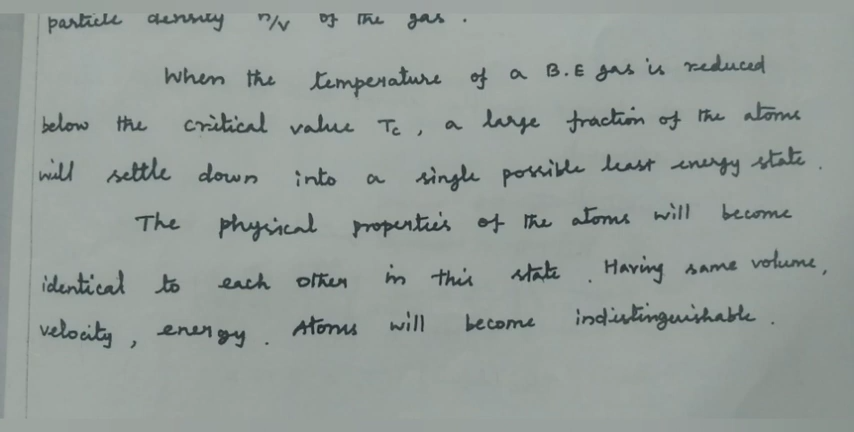 particle density n/v of the gas .
When the temperature of a B.E gas is reduced
below the critical value Tc , a large fraction of the atoms
will settle down into a single possible least energy state .
The physical properties of the atoms will become
identical to each other in this state . Having same volume ,
velocity , energy . Atoms will become indistinguishable .